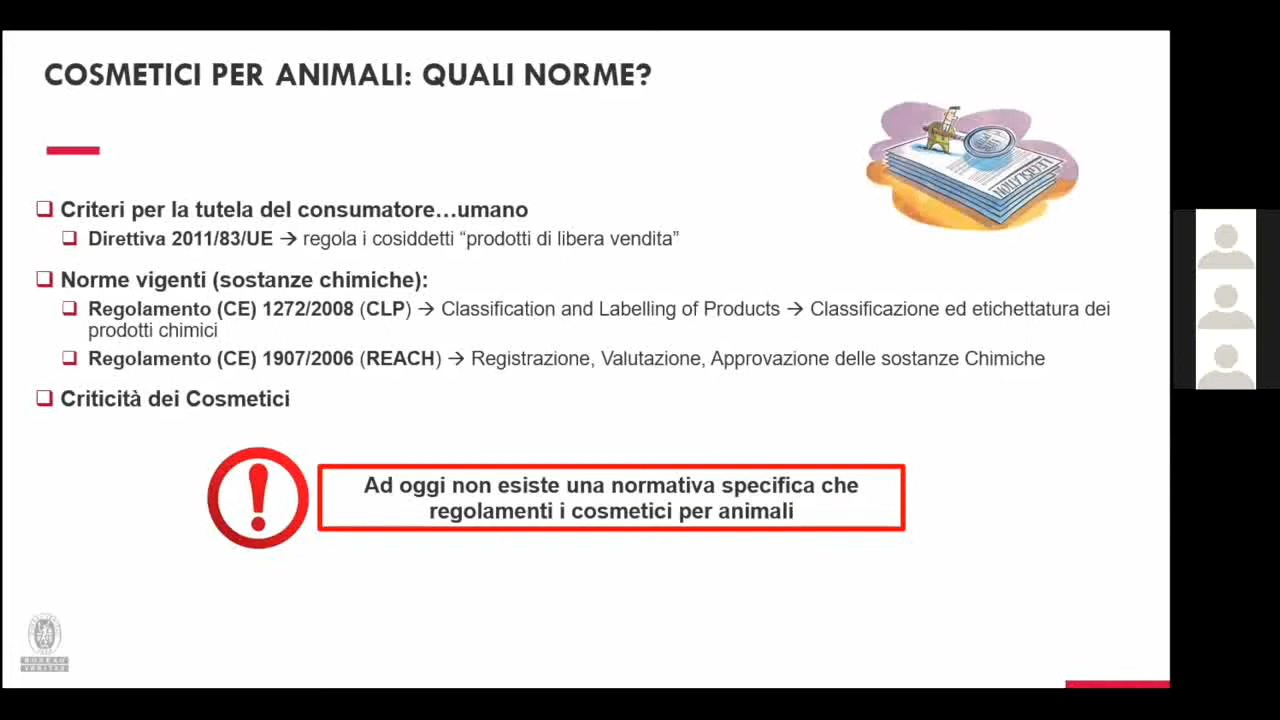 COSMETICI PER ANIMALI: QUALI NORME?
LEGISLATION
Criteri per la tutela del consumatore…umano
Direttiva 2011/83/UE → regola i cosiddetti “prodotti di libera vendita”
Norme vigenti (sostanze chimiche):
Regolamento (CE) 1272/2008 (CLP) → Classification and Labelling of Products → Classificazione ed etichettatura dei
prodotti chimici
Regolamento (CE) 1907/2006 (REACH) → Registrazione, Valutazione, Approvazione delle sostanze Chimiche
Criticità dei Cosmetici
Ad oggi non esiste una normativa specifica che
regolamenti i cosmetici per animali
BUREAU
VERITAS